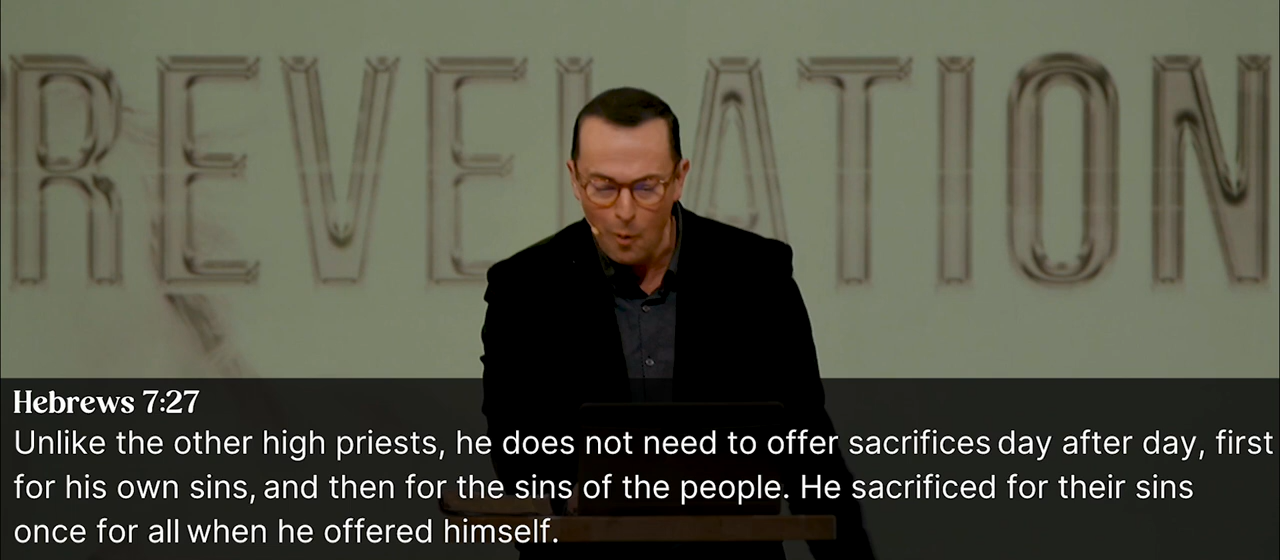 REVELATION
Hebrews 7:27
Unlike the other high priests, he does not need to offer sacrifices day after day, first
for his own sins, and then for the sins of the people. He sacrificed for their sins
once for all when he offered himself.